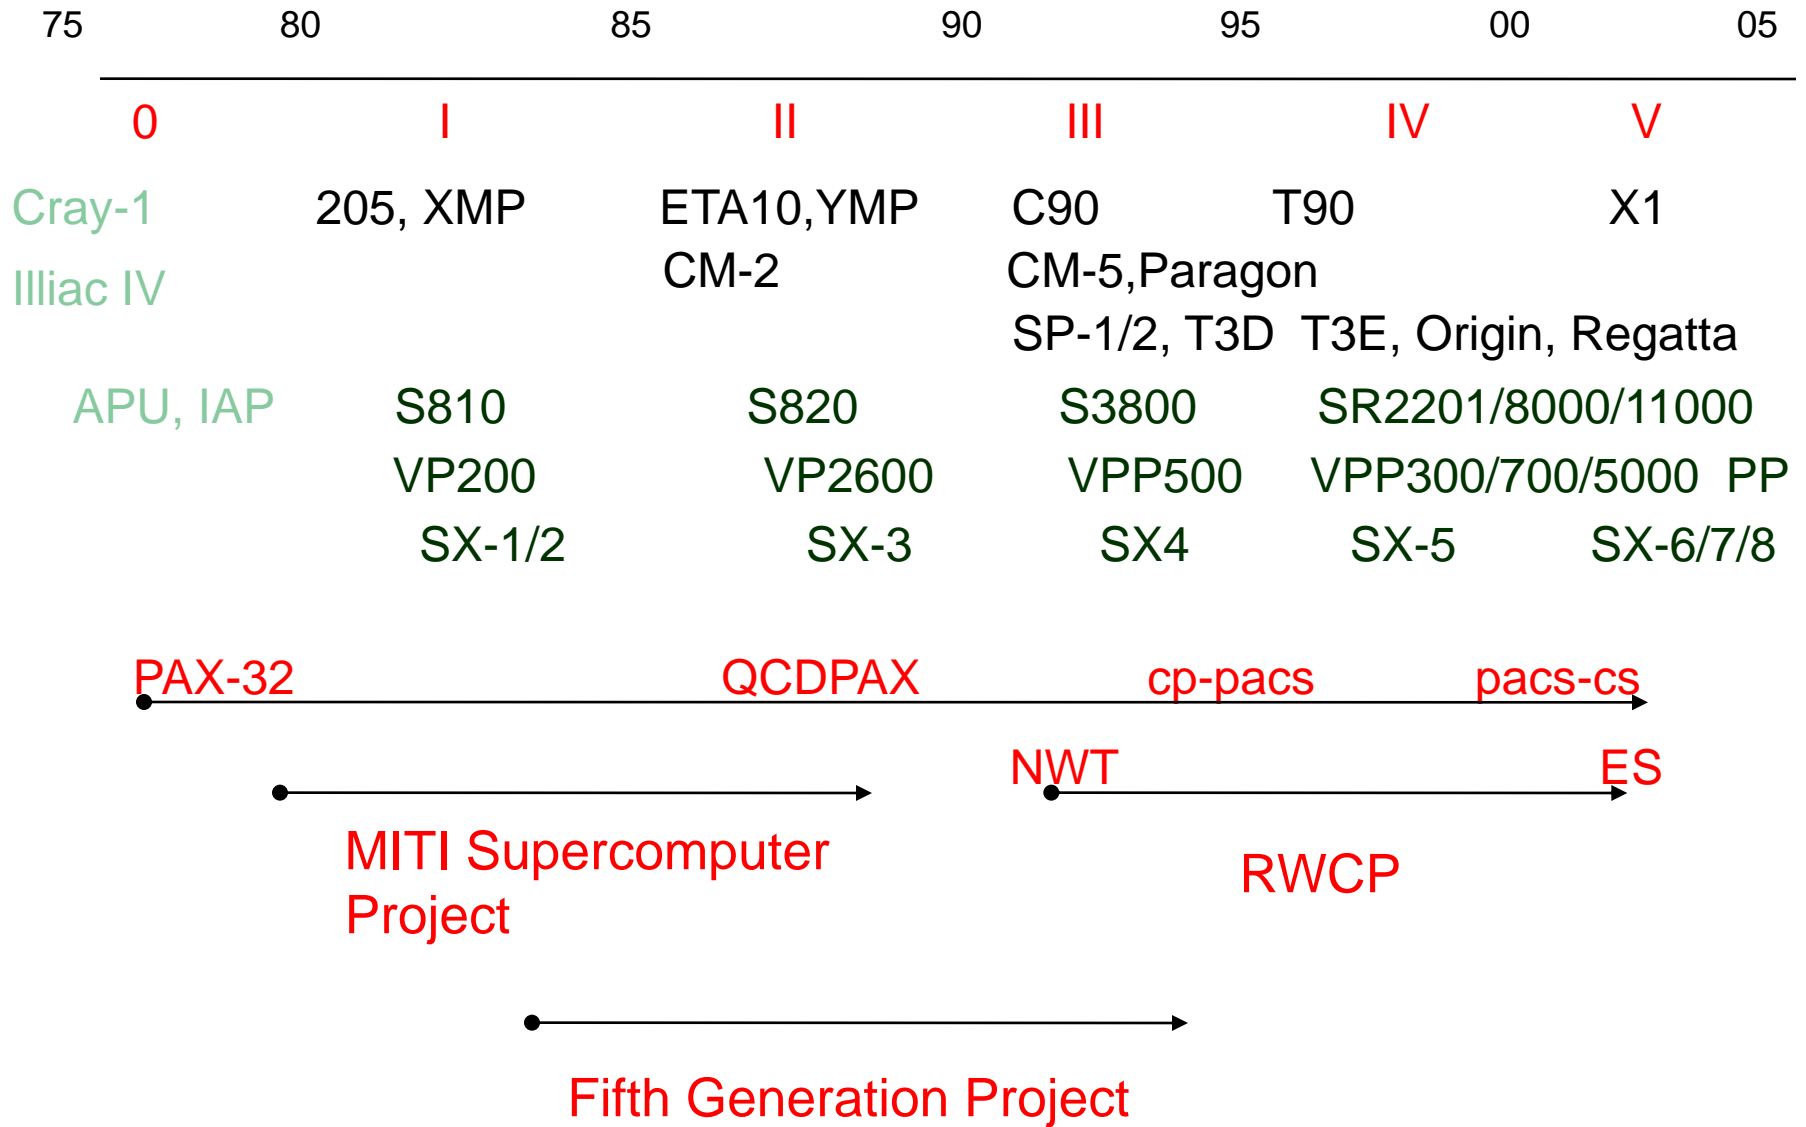 75 80 85 90 95 00 05
0 I II III IV V
Cray-1 205, XMP ETA10,YMP C90 T90 X1
Illiac IV CM-2 CM-5,Paragon
SP-1/2, T3D T3E, Origin, Regatta
APU, IAP S810 S820 S3800 SR2201/8000/11000
VP200 VP2600 VPP500 VPP300/700/5000 PP
SX-1/2 SX-3 SX4 SX-5 SX-6/7/8
PAX-32 QCDPAX cp-pacs pacs-cs
NWT ES
MITI Supercomputer
Project
RWCP
Fifth Generation Project